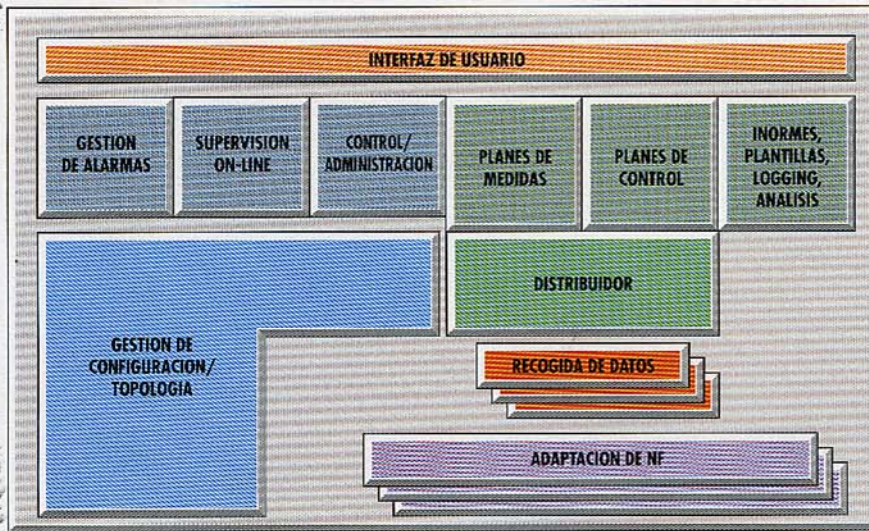 INTERFAZ DE USUARIO
GESTION
DE ALARMAS
SUPERVISION
ON-LINE
CONTROL/
ADMINISTRACION
PLANES DE
MEDIDAS
PLANES DE
CONTROL
INORMES,
PLANTILLAS,
LOGGING,
ANALISIS
DISTRIBUIDOR
GESTION DE
CONFIGURACION/
TOPOLOGIA
RECOGIDA DE DATOS
ADAPTACION DE NF